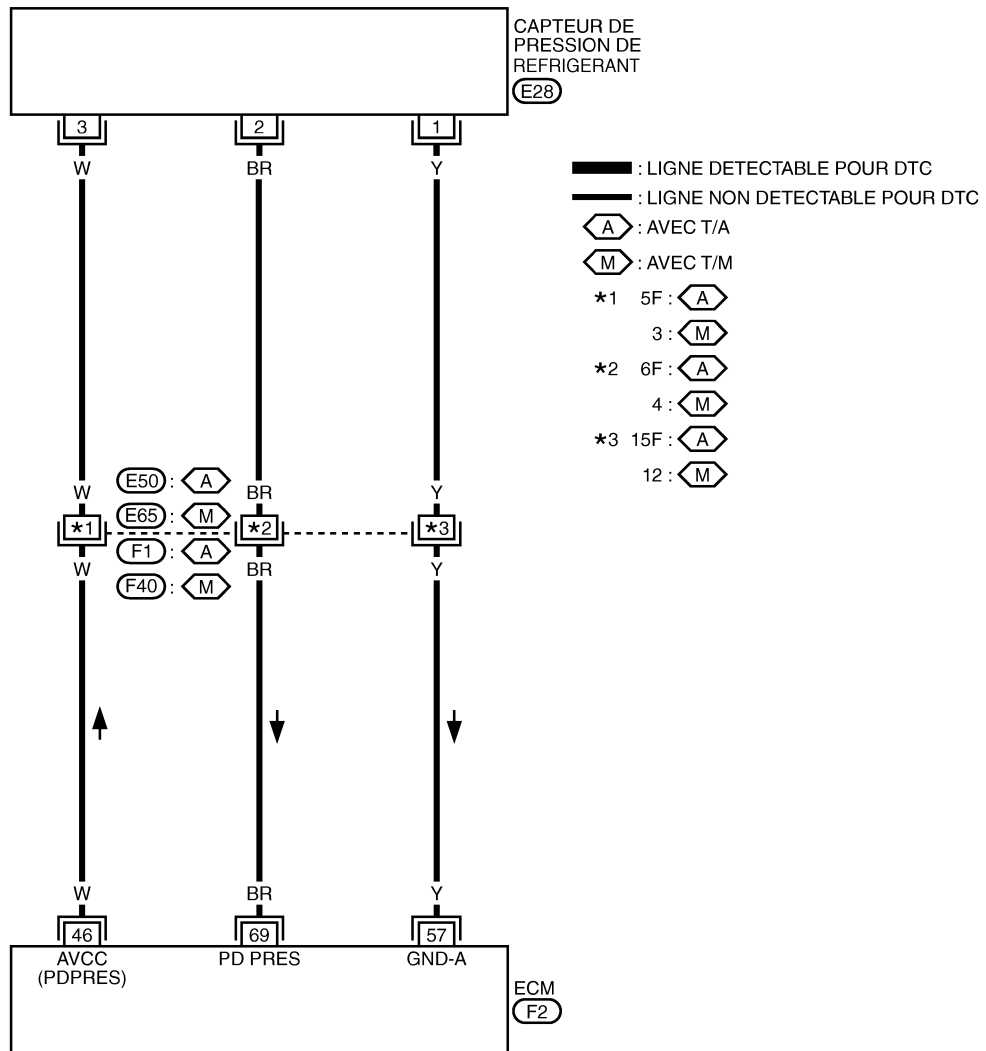 CAPTEUR DE
PRESSION DE
REFRIGERANT
E28
3 2 1
W BR Y
: LIGNE DETECTABLE POUR DTC
: LIGNE NON DETECTABLE POUR DTC
A : AVEC T/A
M : AVEC T/M
*1 5F : A
3 : M
*2 6F : A
4 : M
*3 15F : A
12 : M
E50 : A
W BR Y
E65 : M
*1 *2 *3
F1 : A
W BR Y
F40 : M
W BR Y
46 69 57
AVCC PD PRES GND-A
(PDPRES)
ECM
F2